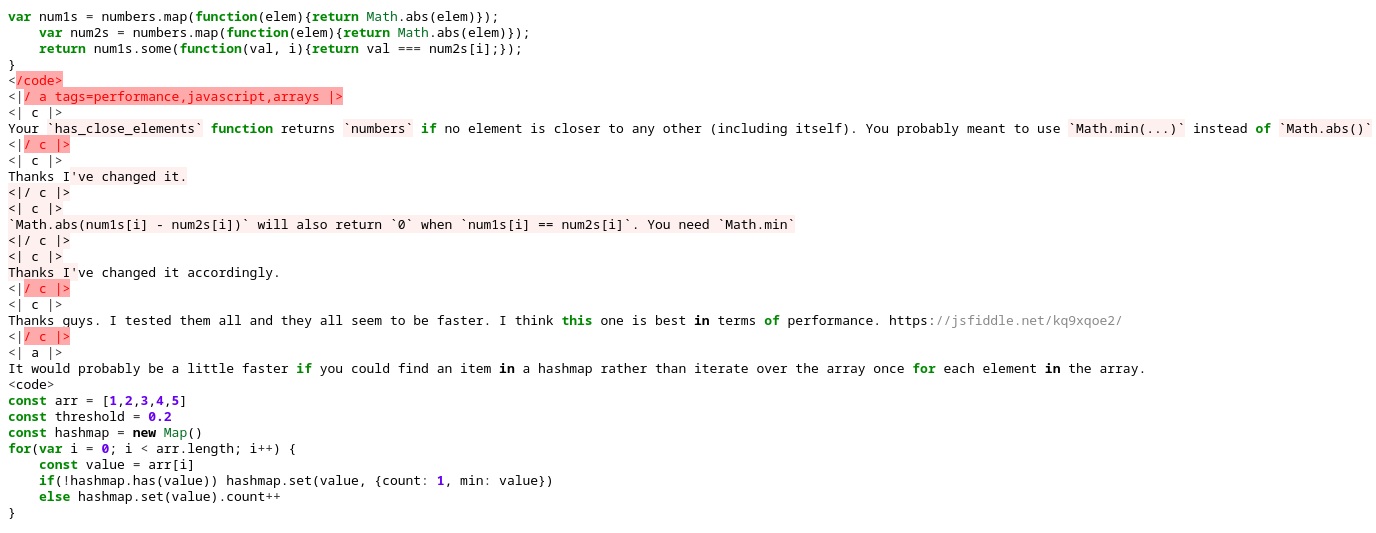 var num1s = numbers.map(function(elem){return Math.abs(elem)});
    var num2s = numbers.map(function(elem){return Math.abs(elem)});
    return num1s.some(function(val, i){return val === num2s[i];});
}
</code>
<|/ a tags=performance,javascript,arrays |>
<| c |>
Your `has_close_elements` function returns `numbers` if no element is closer to any other (including itself). You probably meant to use `Math.min(...)` instead of `Math.abs()`
<|/ c |>
<| c |>
Thanks I've changed it.
<|/ c |>
<| c |>
`Math.abs(num1s[i] - num2s[i])` will also return `0` when `num1s[i] == num2s[i]`. You need `Math.min`
<|/ c |>
<| c |>
Thanks I've changed it accordingly.
<|/ c |>
<| c |>
Thanks guys. I tested them all and they all seem to be faster. I think this one is best in terms of performance. https://jsfiddle.net/kq9xqoe2/
<|/ c |>
<| a |>
It would probably be a little faster if you could find an item in a hashmap rather than iterate over the array once for each element in the array.
<code>
const arr = [1,2,3,4,5]
const threshold = 0.2
const hashmap = new Map()
for(var i = 0; i < arr.length; i++) {
    const value = arr[i]
    if(!hashmap.has(value)) hashmap.set(value, {count: 1, min: value})
    else hashmap.set(value).count++
}